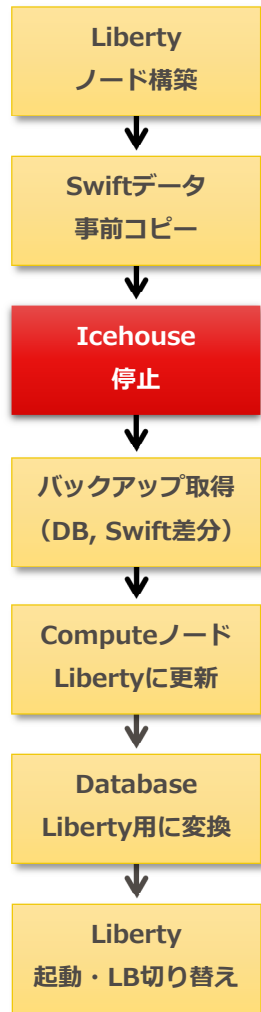 Liberty
ノード構築
Swiftデータ
事前コピー
Icehouse
停止
バックアップ取得
（DB, Swift差分）
Computeノード
Libertyに更新
Database
Liberty用に変換
Liberty
起動・LB切り替え